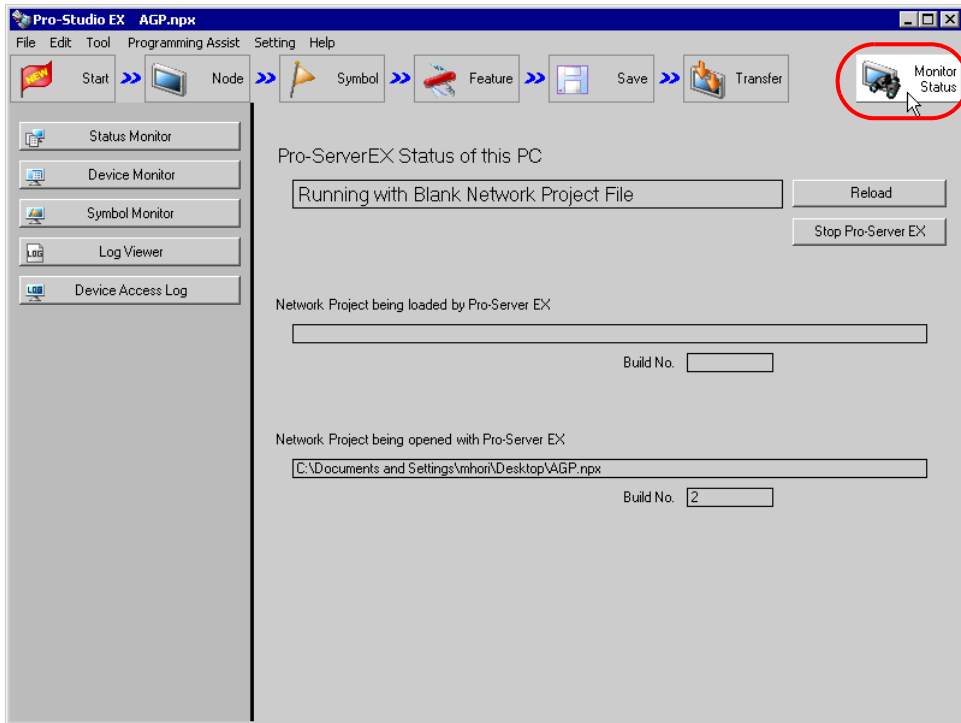 Pro-Studio EX AGP.npx
File Edit Tool Programming Assist Setting Help
NEW Start Node Symbol Feature Save Transfer Monitor
Status
Status Monitor
Device Monitor
Symbol Monitor
LOG Log Viewer
LOG Device Access Log
Pro-ServerEX Status of this PC
Running with Blank Network Project File
Reload
Stop Pro-Server EX
Network Project being loaded by Pro-Server EX
Build No.
Network Project being opened with Pro-Server EX
C:\Documents and Settings\mhori\Desktop\AGP.npx
Build No. 2